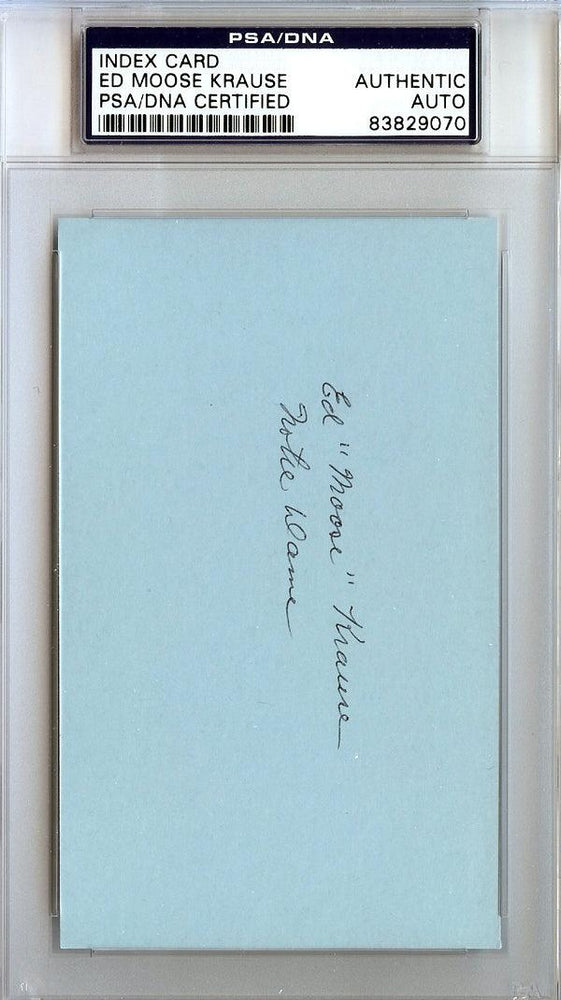 PSA/DNA
INDEX CARD
ED MOOSE KRAUSE
PSA/DNA CERTIFIED
AUTHENTIC
AUTO
83829070
Ed "Moose" Krause
Notre Dame